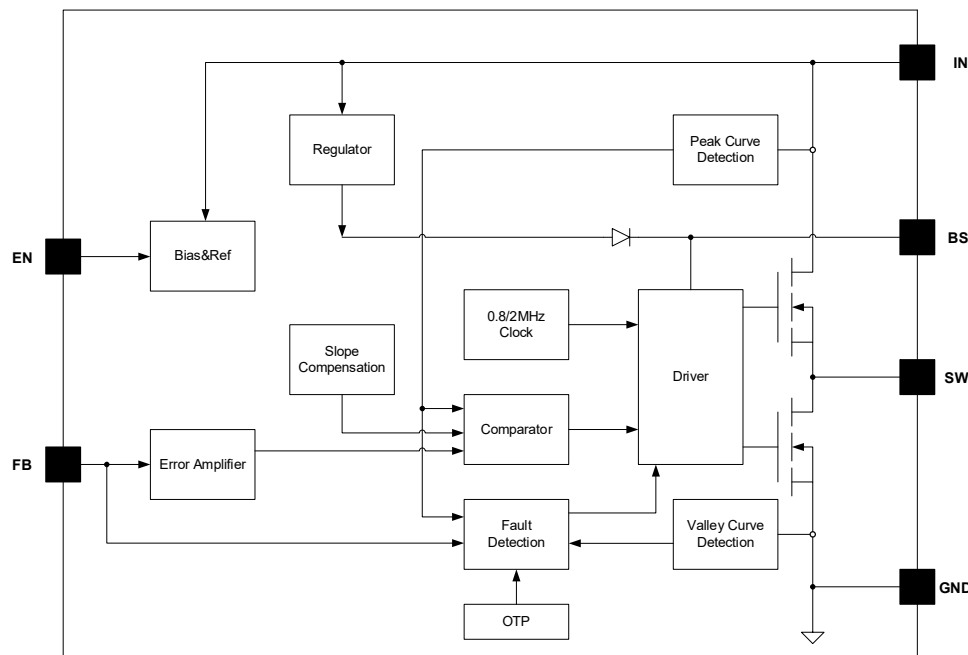 IN
Regulator
Peak Curve
Detection
EN
Bias&Ref
BS
0.8/2MHz
Clock
Slope
Compensation
Driver
SW
FB
Error Amplifier
Comparator
Fault
Detection
Valley Curve
Detection
GND
OTP